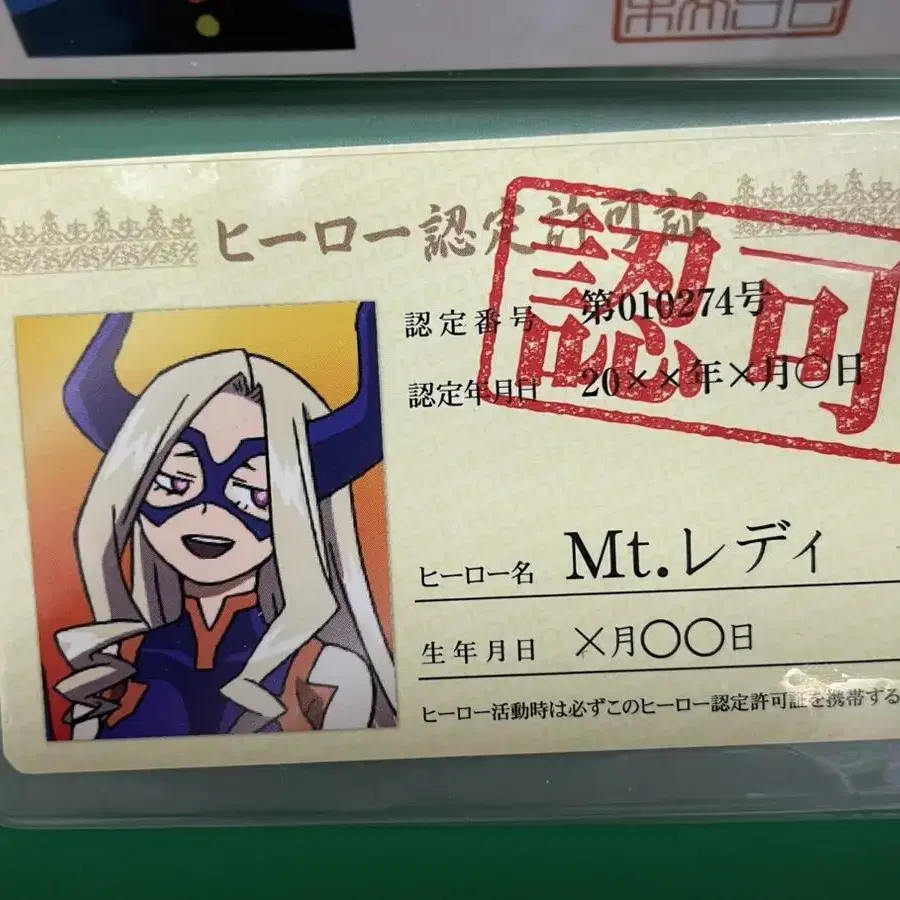 ヒーロー認定許可証
認可
認定番号 第010274号
認定年月日 20××年×月○日
ヒーロー名 Mt.レディ
生年月日 ×月○○日
ヒーロー活動時は必ずこのヒーロー認定許可証を携帯する